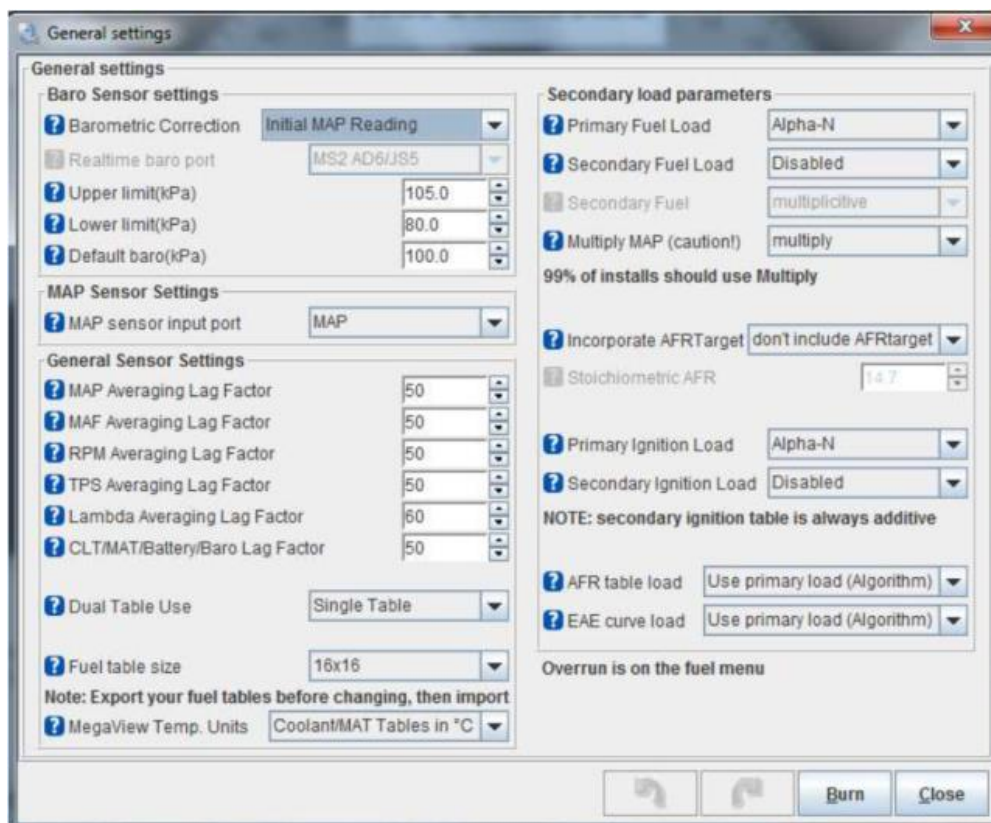 General settings
General settings
Baro Sensor settings
Barometric Correction Initial MAP Reading
Realtime baro port MS2 AD6/JS5
Upper limit(kPa) 105.0
Lower limit(kPa) 80.0
Default baro(kPa) 100.0
MAP Sensor Settings
MAP sensor input port MAP
General Sensor Settings
MAP Averaging Lag Factor 50
MAF Averaging Lag Factor 50
RPM Averaging Lag Factor 50
TPS Averaging Lag Factor 50
Lambda Averaging Lag Factor 60
CLT/MAT/Battery/Baro Lag Factor 50
Dual Table Use Single Table
Fuel table size 16x16
Note: Export your fuel tables before changing, then import
MegaView Temp. Units Coolant/MAT Tables in °C
Secondary load parameters
Primary Fuel Load Alpha-N
Secondary Fuel Load Disabled
Secondary Fuel multiplicitive
Multiply MAP (caution!) multiply
99% of installs should use Multiply
Incorporate AFRTarget don't include AFRtarget
Stoichiometric AFR 14.7
Primary Ignition Load Alpha-N
Secondary Ignition Load Disabled
NOTE: secondary ignition table is always additive
AFR table load Use primary load (Algorithm)
EAE curve load Use primary load (Algorithm)
Overrun is on the fuel menu
Burn Close